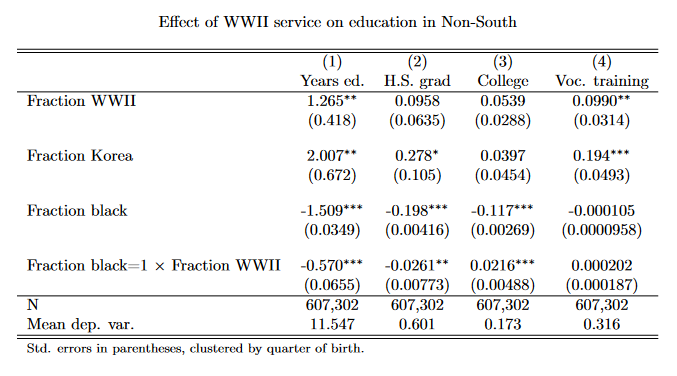 Effect of WWII service on education in Non-South
(1) (2) (3) (4)
Years ed. H.S. grad College Voc. training
Fraction WWII 1.265** 0.0958 0.0539 0.0990**
(0.418) (0.0635) (0.0288) (0.0314)
Fraction Korea 2.007** 0.278* 0.0397 0.194***
(0.672) (0.105) (0.0454) (0.0493)
Fraction black -1.509*** -0.198*** -0.117*** -0.000105
(0.0349) (0.00416) (0.00269) (0.0000958)
Fraction black=1 × Fraction WWII -0.570*** -0.0261** 0.0216*** 0.000202
(0.0655) (0.00773) (0.00488) (0.000187)
N 607,302 607,302 607,302 607,302
Mean dep. var. 11.547 0.601 0.173 0.316
Std. errors in parentheses, clustered by quarter of birth.